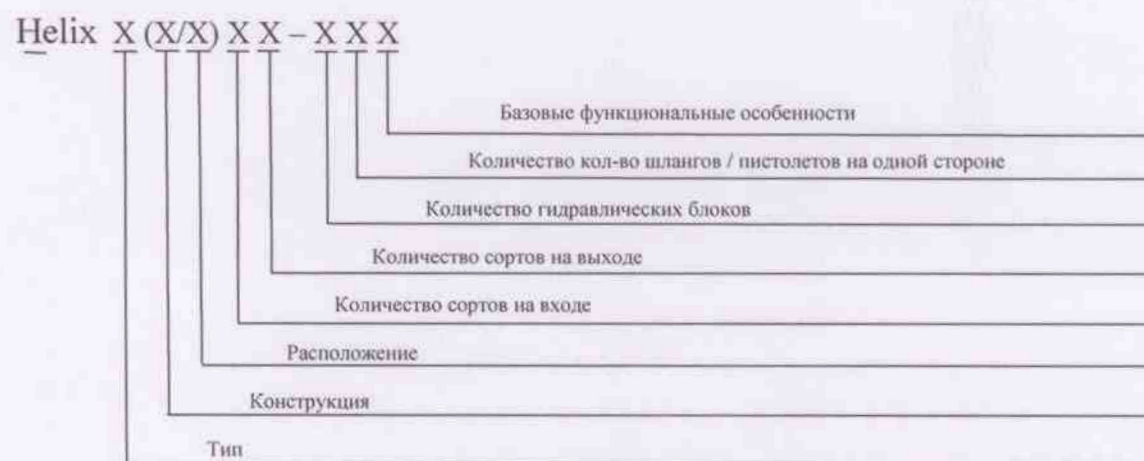 Helix X (X/X) X X – X X X
Базовые функциональные особенности
Количество кол-во шлангов / пистолетов на одной стороне
Количество гидравлических блоков
Количество сортов на выходе
Количество сортов на входе
Расположение
Конструкция
Тип